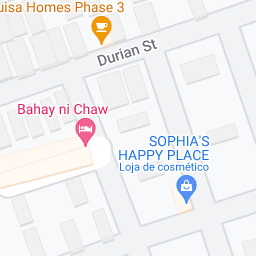 uisa Homes Phase 3
Durian St
Bahay ni Chaw
SOPHIA'S
HAPPY PLACE
Loja de cosmético